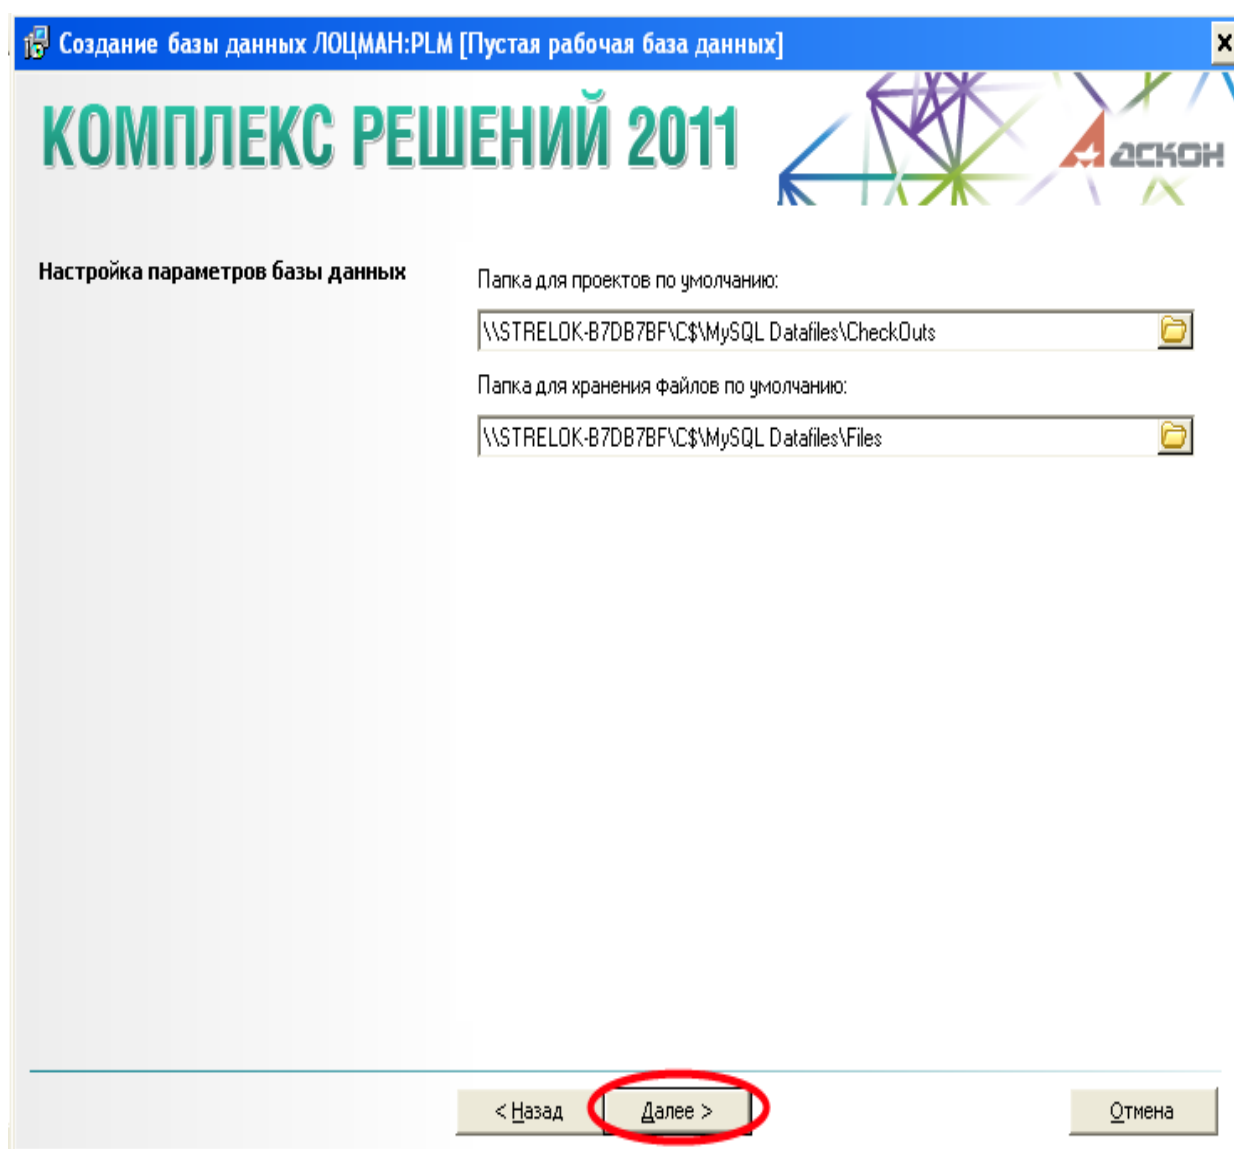 Создание базы данных ЛОЦМАН:PLM [Пустая рабочая база данных]
КОМПЛЕКС РЕШЕНИЙ 2011
АСКОН
Настройка параметров базы данных
Папка для проектов по умолчанию:
\\STRELOK-B7DB7BF\C$\MySQL Datafiles\CheckOuts
Папка для хранения файлов по умолчанию:
\\STRELOK-B7DB7BF\C$\MySQL Datafiles\Files
< Назад
Далее >
Отмена